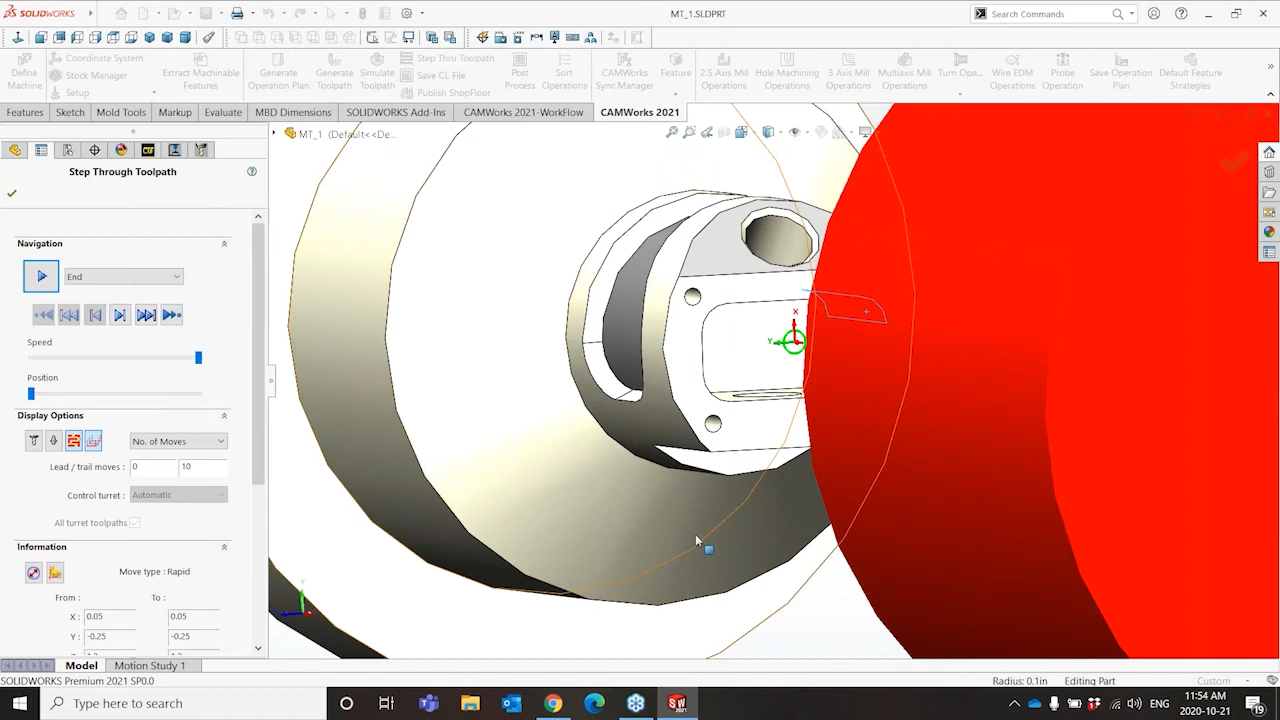 SOLIDWORKS
MT_1.SLDPRT
Search Commands
Define Machine
Coordinate System
Stock Manager
Setup
Extract Machinable Features
Generate Operation Plan
Generate Toolpath
Simulate Toolpath
Step Thru Toolpath
Save CL File
Publish ShopFloor
Post Process
Sort Operations
CAMWorks Sync Manager
Feature
2.5 Axis Mill Operations
Hole Machining Operations
3 Axis Mill Operations
Multiaxis Mill Operations
Turn Ope...
Wire EDM Operations
Probe Operation
Save Operation Plan
Default Feature Strategies
Features
Sketch
Mold Tools
Markup
Evaluate
MBD Dimensions
SOLIDWORKS Add-Ins
CAMWorks 2021-WorkFlow
CAMWorks 2021
MT_1 (Default<<De...
Step Through Toolpath
Navigation
End
Speed
Position
Display Options
No. of Moves
Lead / trail moves : 0 10
Control turret : Automatic
All turret toolpaths
Information
Move type : Rapid
From : To :
X : 0.05 0.05
Y : -0.25 -0.25
X
Y
Model
Motion Study 1
SOLIDWORKS Premium 2021 SP0.0
Radius: 0.1in
Editing Part
Custom
Type here to search
ENG
11:54 AM
2020-10-21
19